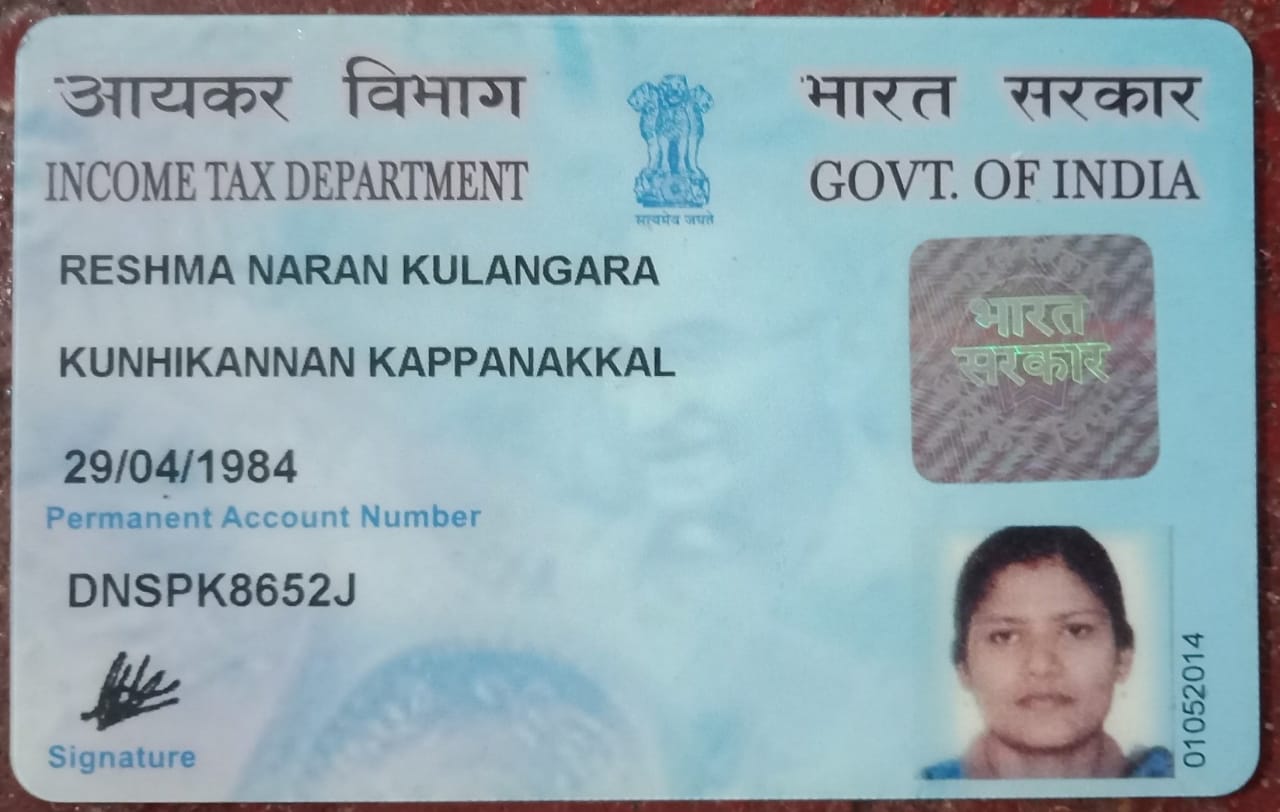 आयकर विभाग
INCOME TAX DEPARTMENT
सत्यमेव जयते
भारत सरकार
GOVT. OF INDIA
RESHMA NARAN KULANGARA
KUNHIKANNAN KAPPANAKKAL
29/04/1984
Permanent Account Number
DNSPK8652J
Signature
भारत
सरकार
01052014